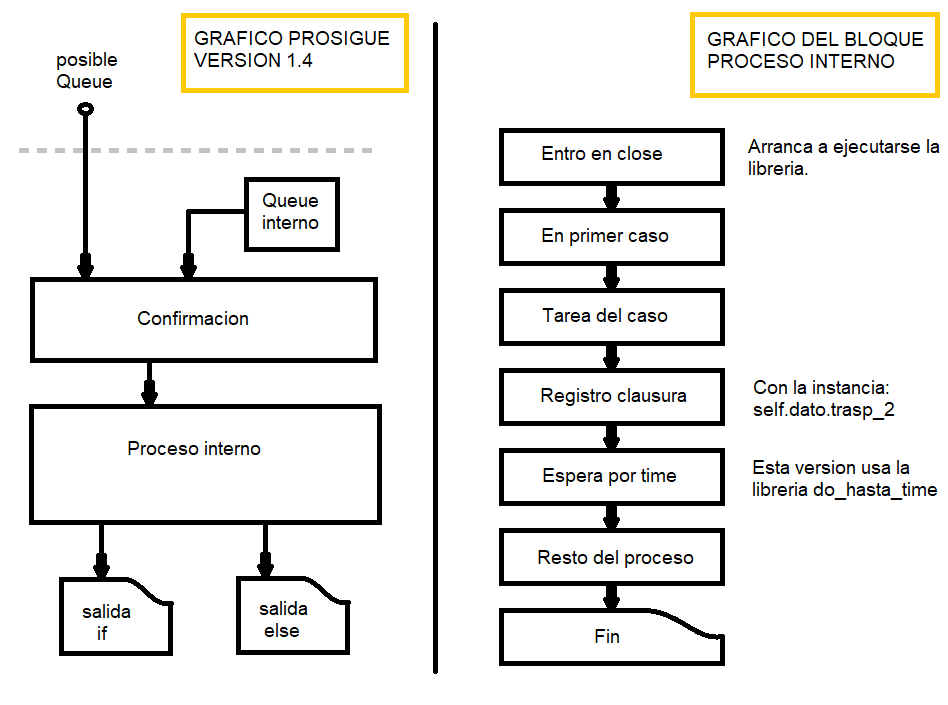 GRAFICO PROSIGUE
VERSION 1.4
posible
Queue
Queue
interno
Confirmacion
Proceso interno
salida
if
salida
else
GRAFICO DEL BLOQUE
PROCESO INTERNO
Entro en close
Arranca a ejecutarse la
libreria.
En primer caso
Tarea del caso
Registro clausura
Con la instancia:
self.dato.trasp_2
Espera por time
Esta version usa la
libreria do_hasta_time
Resto del proceso
Fin